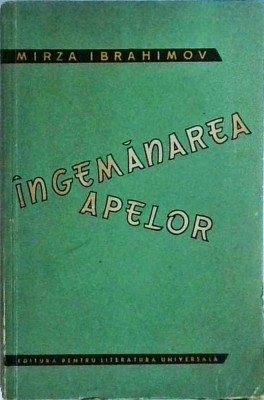 MIRZA IBRAHIMOV
ÎNGEMĂNAREA
APELOR
EDITURA PENTRU LITERATURA UNIVERSALĂ